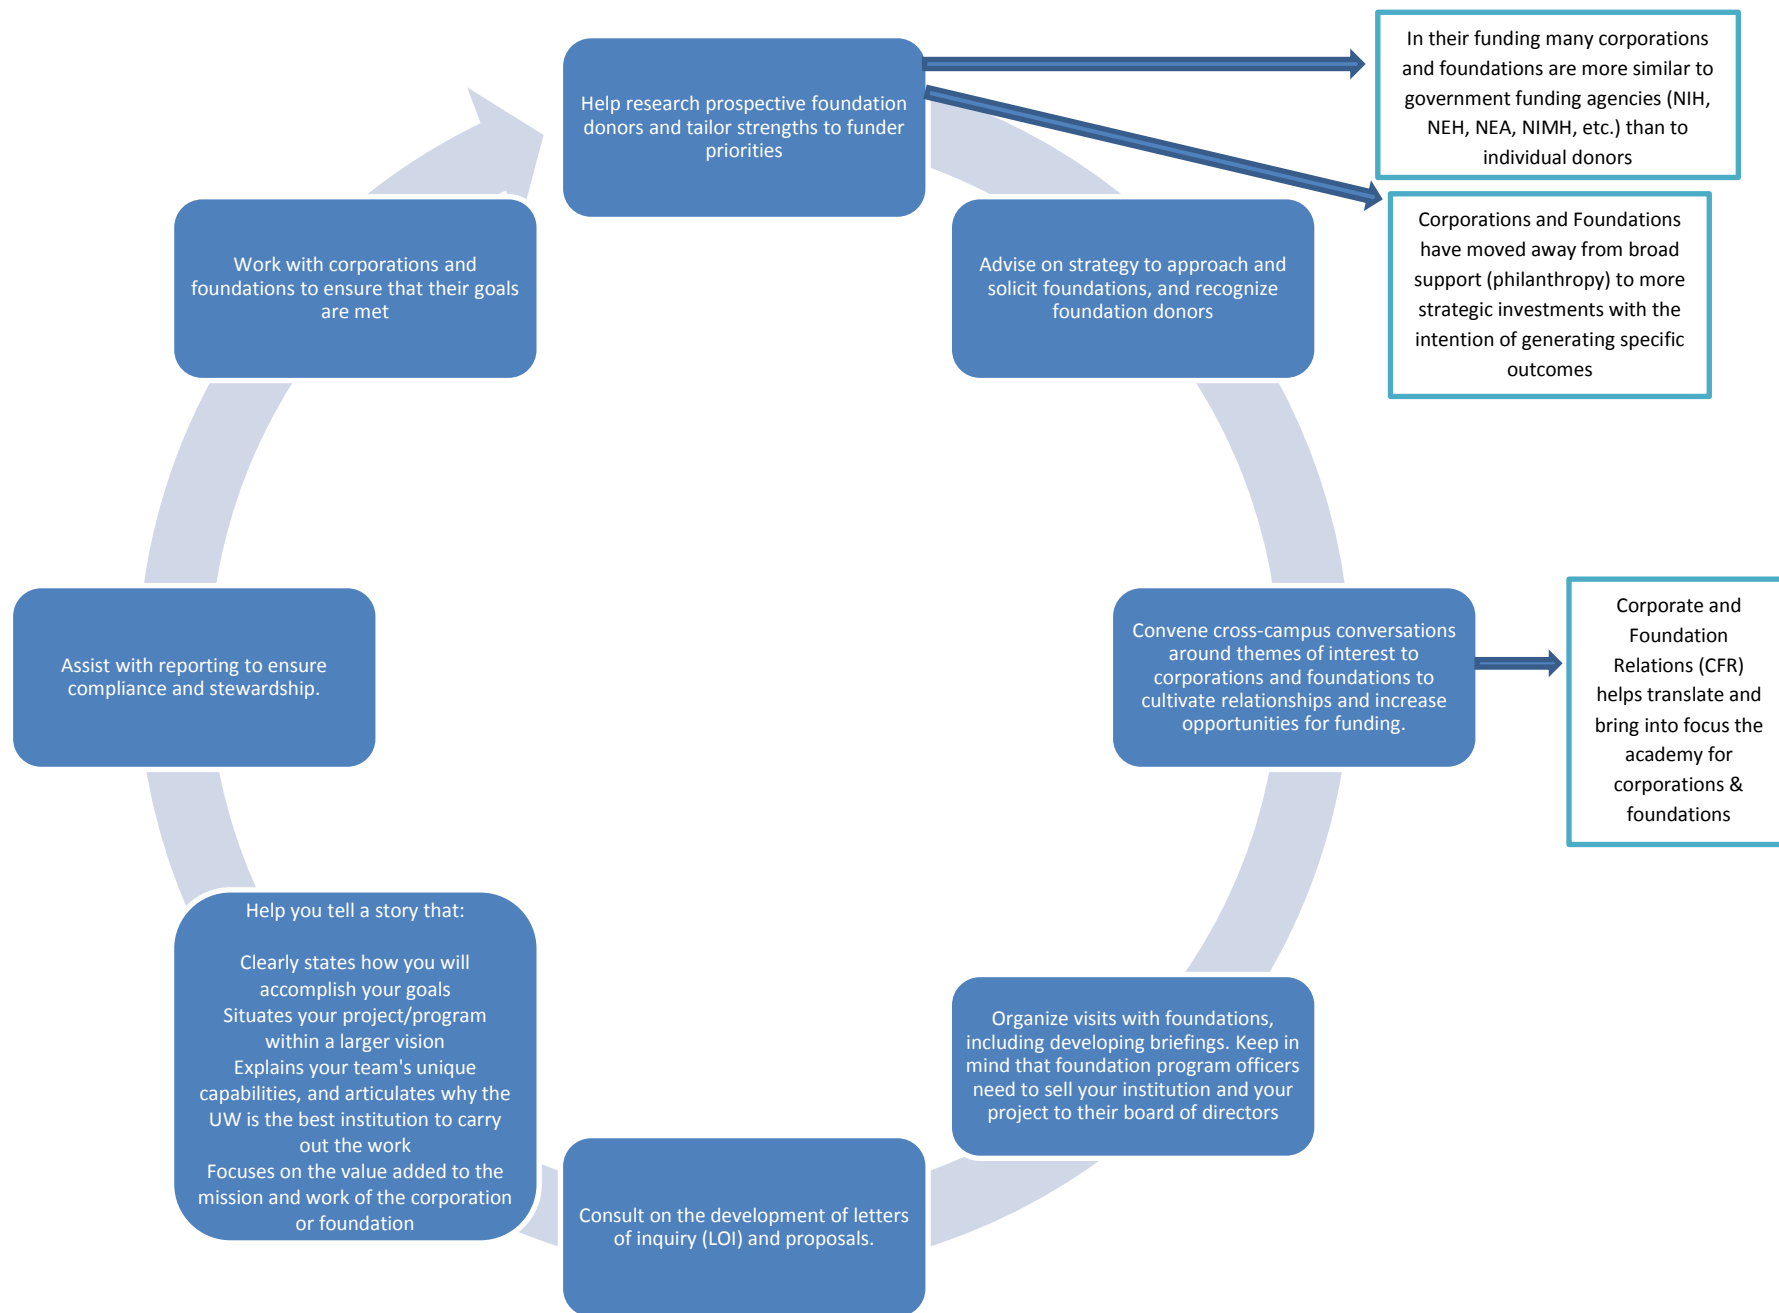 Help research prospective foundation
donors and tailor strengths to funder
priorities
In their funding many corporations
and foundations are more similar to
government funding agencies (NIH,
NEH, NEA, NIMH, etc.) than to
individual donors
Corporations and Foundations
have moved away from broad
support (philanthropy) to more
strategic investments with the
intention of generating specific
outcomes
Advise on strategy to approach and
solicit foundations, and recognize
foundation donors
Convene cross-campus conversations
around themes of interest to
corporations and foundations to
cultivate relationships and increase
opportunities for funding.
Corporate and
Foundation
Relations (CFR)
helps translate and
bring into focus the
academy for
corporations &
foundations
Organize visits with foundations,
including developing briefings. Keep in
mind that foundation program officers
need to sell your institution and your
project to their board of directors
Consult on the development of letters
of inquiry (LOI) and proposals.
Help you tell a story that:
Clearly states how you will
accomplish your goals
Situates your project/program
within a larger vision
Explains your team's unique
capabilities, and articulates why the
UW is the best institution to carry
out the work
Focuses on the value added to the
mission and work of the corporation
or foundation
Assist with reporting to ensure
compliance and stewardship.
Work with corporations and
foundations to ensure that their goals
are met